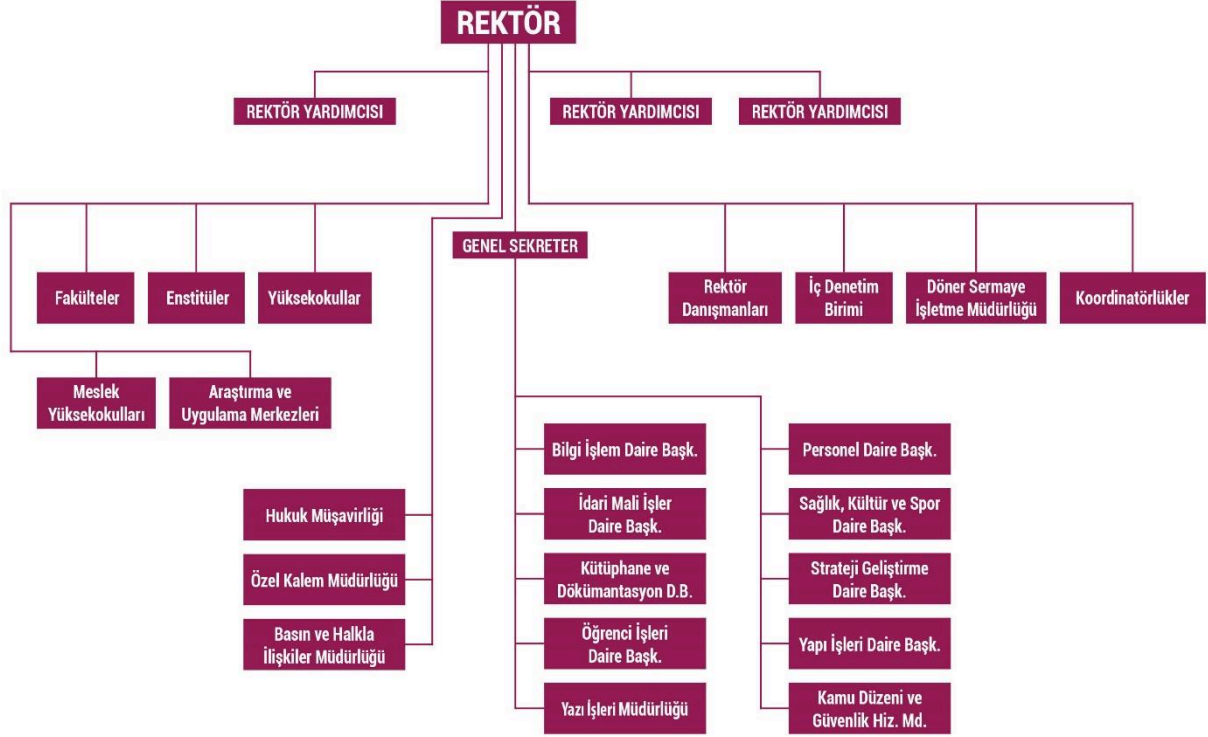 REKTÖR
REKTÖR YARDIMCISI
REKTÖR YARDIMCISI
REKTÖR YARDIMCISI
GENEL SEKRETER
Fakülteler
Enstitüler
Yüksekokullar
Rektör
Danışmanları
İç Denetim
Birimi
Döner Sermaye
İşletme Müdürlüğü
Koordinatörlükler
Meslek
Yüksekokulları
Araştırma ve
Uygulama Merkezleri
Hukuk Müşavirliği
Özel Kalem Müdürlüğü
Basın ve Halkla
İlişkiler Müdürlüğü
Bilgi İşlem Daire Başk.
İdari Mali İşler
Daire Başk.
Kütüphane ve
Dökümantasyon D.B.
Öğrenci İşleri
Daire Başk.
Yazı İşleri Müdürlüğü
Personel Daire Başk.
Sağlık, Kültür ve Spor
Daire Başk.
Strateji Geliştirme
Daire Başk.
Yapı İşleri Daire Başk.
Kamu Düzeni ve
Güvenlik Hiz. Md.